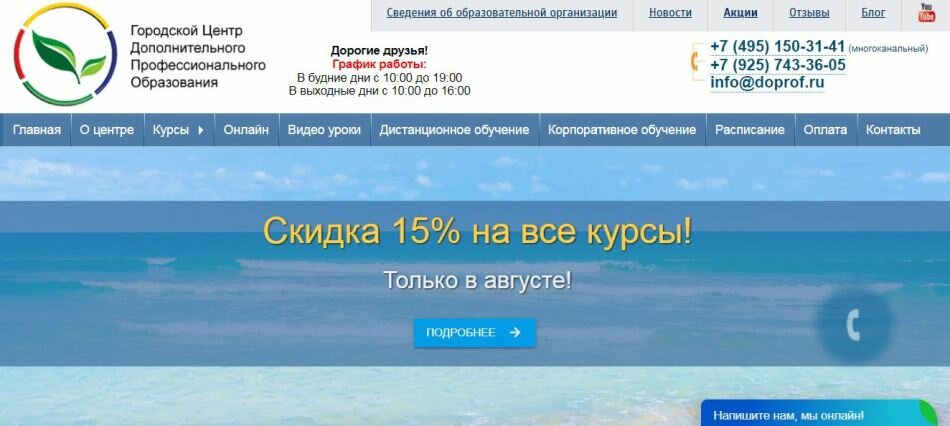 Сведения об образовательной организации Новости Акции Отзывы Блог You Tube
Городской Центр
Дополнительного
Профессионального
Образования
Дорогие друзья!
График работы:
В будние дни с 10:00 до 19:00
В выходные дни с 10:00 до 16:00
+7 (495) 150-31-41 (многоканальный)
+7 (925) 743-36-05
info@doprof.ru
Главная О центре Курсы Онлайн Видео уроки Дистанционное обучение Корпоративное обучение Расписание Оплата Контакты
Скидка 15% на все курсы!
Только в августе!
ПОДРОБНЕЕ
Напишите нам, мы онлайн!